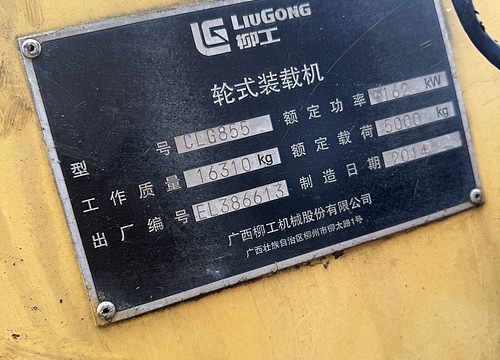 LIUGONG
柳工
轮式装载机
型号 CLG855 额定功率 162 kW
工作质量 16310 kg 额定载荷 5000 kg
出厂编号 EL386613 制造日期 2014
广西柳工机械股份有限公司
广西壮族自治区柳州市柳太路1号